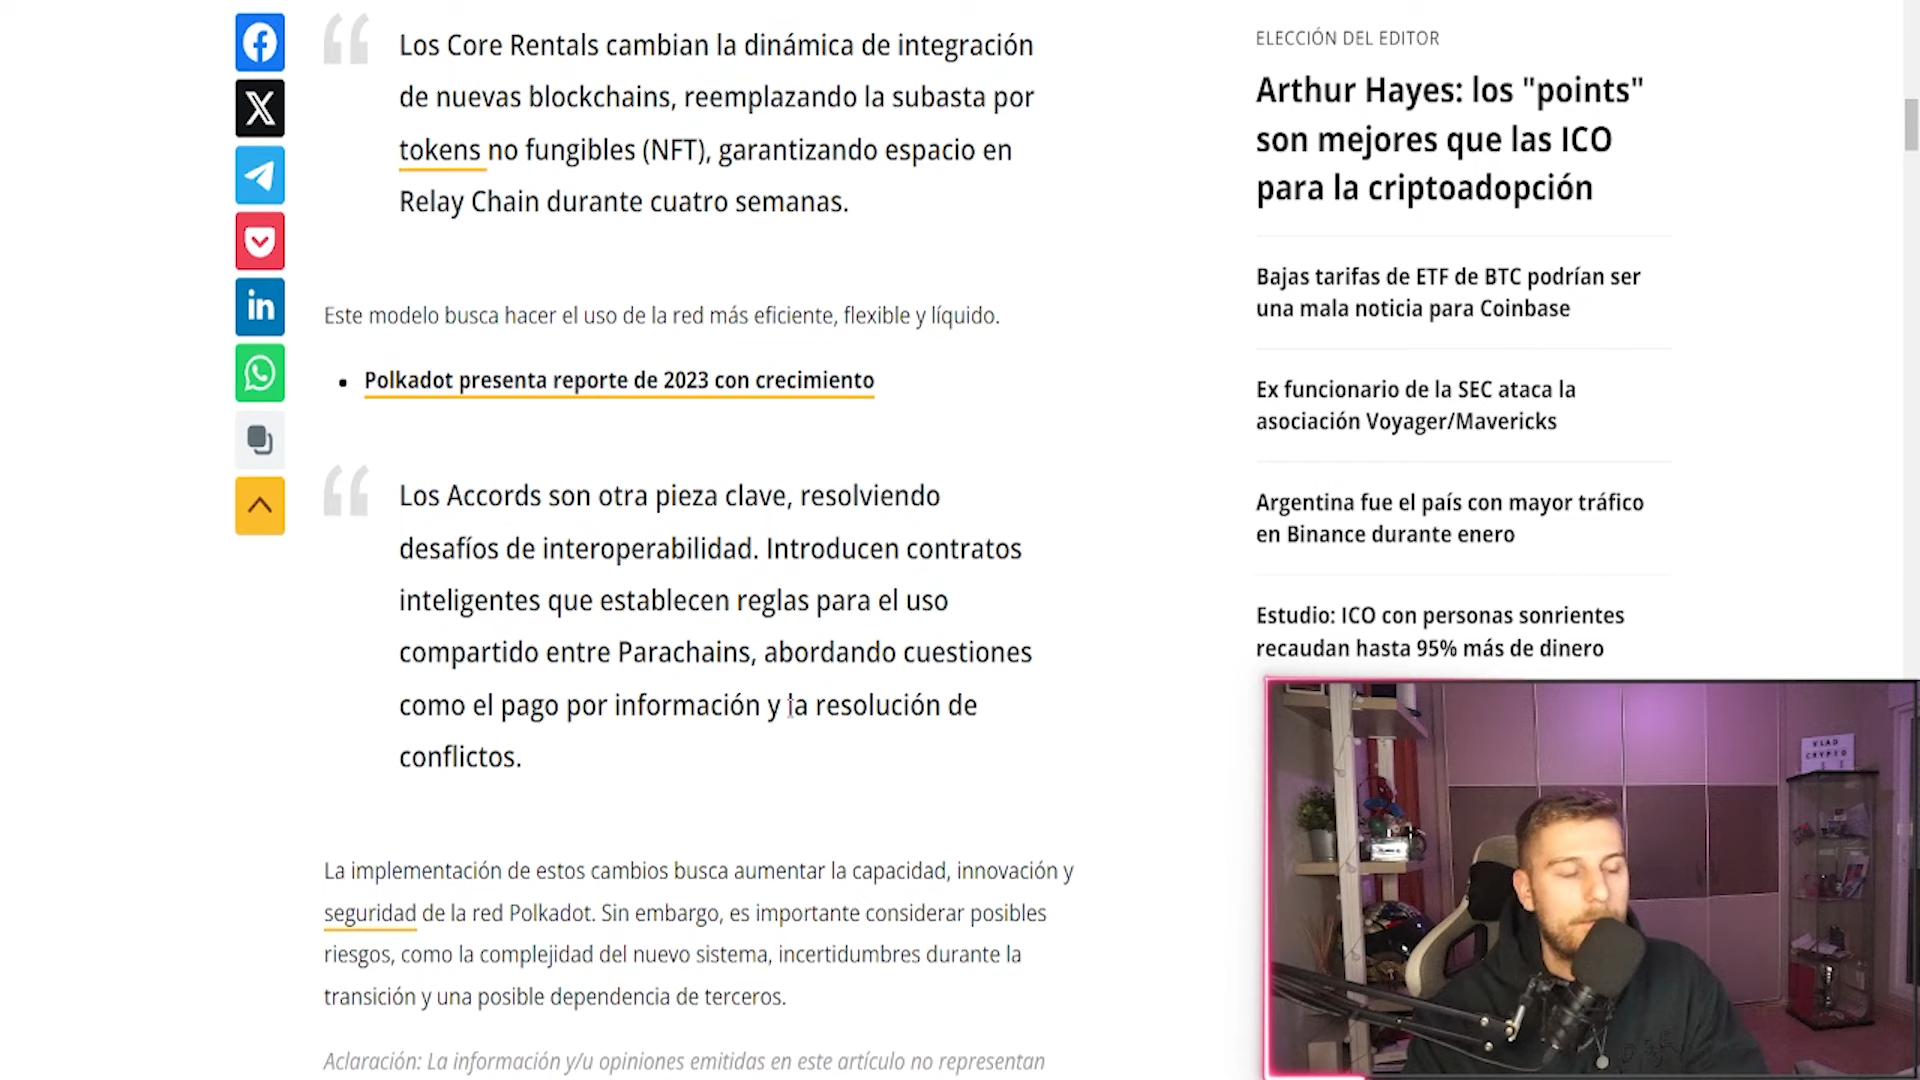 Los Core Rentals cambian la dinámica de integración
de nuevas blockchains, reemplazando la subasta por
tokens no fungibles (NFT), garantizando espacio en
Relay Chain durante cuatro semanas.
Este modelo busca hacer el uso de la red más eficiente, flexible y líquido.
Polkadot presenta reporte de 2023 con crecimiento
Los Accords son otra pieza clave, resolviendo
desafíos de interoperabilidad. Introducen contratos
inteligentes que establecen reglas para el uso
compartido entre Parachains, abordando cuestiones
como el pago por información y la resolución de
conflictos.
La implementación de estos cambios busca aumentar la capacidad, innovación y
seguridad de la red Polkadot. Sin embargo, es importante considerar posibles
riesgos, como la complejidad del nuevo sistema, incertidumbres durante la
transición y una posible dependencia de terceros.
Aclaración: La información y/u opiniones emitidas en este artículo no representan
ELECCIÓN DEL EDITOR
Arthur Hayes: los "points"
son mejores que las ICO
para la criptoadopción
Bajas tarifas de ETF de BTC podrían ser
una mala noticia para Coinbase
Ex funcionario de la SEC ataca la
asociación Voyager/Mavericks
Argentina fue el país con mayor tráfico
en Binance durante enero
Estudio: ICO con personas sonrientes
recaudan hasta 95% más de dinero
VLAD
CRYPTO